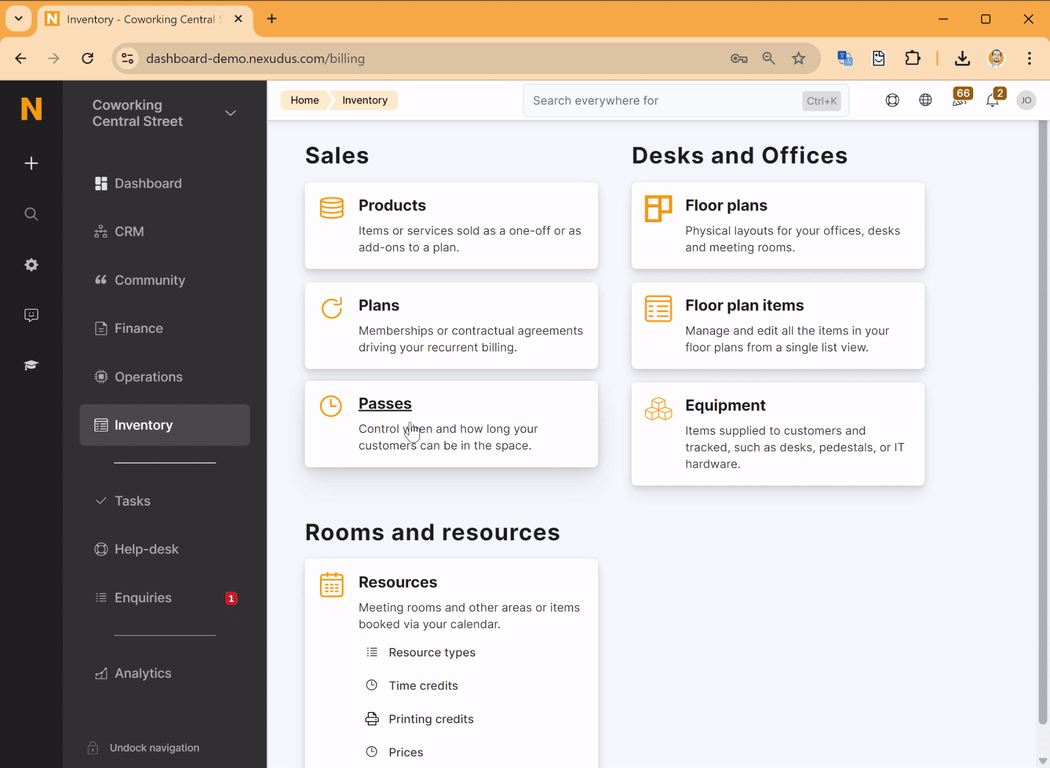 Inventory - Coworking Central
dashboard-demo.nexudus.com/billing
N
Coworking
Central Street
Home
Inventory
Search everywhere for
Ctrl+K
66
2
JO
Dashboard
CRM
Community
Finance
Operations
Inventory
Tasks
Help-desk
Enquiries
1
Analytics
Undock navigation
Sales
Products
Items or services sold as a one-off or as
add-ons to a plan.
Plans
Memberships or contractual agreements
driving your recurrent billing.
Passes
Control when and how long your
customers can be in the space.
Desks and Offices
Floor plans
Physical layouts for your offices, desks
and meeting rooms.
Floor plan items
Manage and edit all the items in your
floor plans from a single list view.
Equipment
Items supplied to customers and
tracked, such as desks, pedestals, or IT
hardware.
Rooms and resources
Resources
Meeting rooms and other areas or items
booked via your calendar.
Resource types
Time credits
Printing credits
Prices